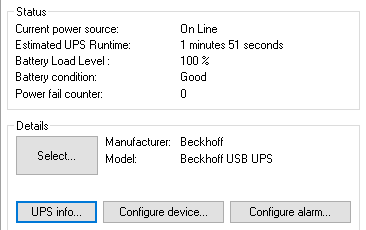 Status
Current power source: On Line
Estimated UPS Runtime: 1 minutes 51 seconds
Battery Load Level : 100 %
Battery condition: Good
Power fail counter: 0
Details
Select...
Manufacturer: Beckhoff
Model: Beckhoff USB UPS
UPS info... Configure device... Configure alarm...